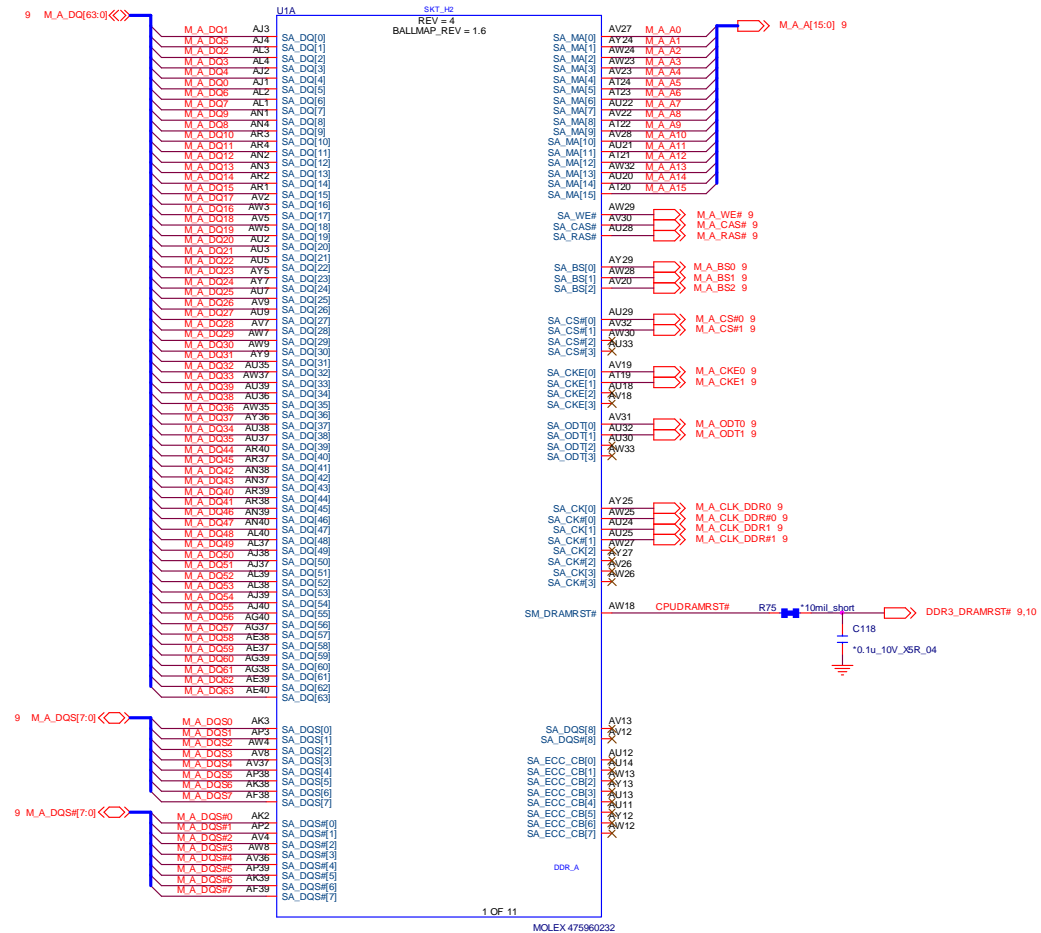 M_A_DQ[63:0] 9
U1A
SKT_H2
REV = 4
BALLMAP_REV = 1.6
M_A_DQ1 AJ3 SA_DQ[0]
M_A_DQ5 AJ4 SA_DQ[1]
M_A_DQ2 AL3 SA_DQ[2]
M_A_DQ3 AL4 SA_DQ[3]
M_A_DQ4 AJ2 SA_DQ[4]
M_A_DQ0 AJ1 SA_DQ[5]
M_A_DQ6 AL2 SA_DQ[6]
M_A_DQ7 AL1 SA_DQ[7]
M_A_DQ9 AN1 SA_DQ[8]
M_A_DQ8 AN4 SA_DQ[9]
M_A_DQ10 AR3 SA_DQ[10]
M_A_DQ11 AR4 SA_DQ[11]
M_A_DQ12 AN2 SA_DQ[12]
M_A_DQ13 AN3 SA_DQ[13]
M_A_DQ14 AR2 SA_DQ[14]
M_A_DQ15 AR1 SA_DQ[15]
M_A_DQ17 AV2 SA_DQ[16]
M_A_DQ16 AW3 SA_DQ[17]
M_A_DQ18 AV5 SA_DQ[18]
M_A_DQ19 AW5 SA_DQ[19]
M_A_DQ20 AU2 SA_DQ[20]
M_A_DQ21 AU3 SA_DQ[21]
M_A_DQ22 AU5 SA_DQ[22]
M_A_DQ23 AY5 SA_DQ[23]
M_A_DQ24 AY7 SA_DQ[24]
M_A_DQ25 AU7 SA_DQ[25]
M_A_DQ26 AV9 SA_DQ[26]
M_A_DQ27 AU9 SA_DQ[27]
M_A_DQ28 AV7 SA_DQ[28]
M_A_DQ29 AW7 SA_DQ[29]
M_A_DQ30 AW9 SA_DQ[30]
M_A_DQ31 AY9 SA_DQ[31]
M_A_DQ32 AU35 SA_DQ[32]
M_A_DQ33 AW37 SA_DQ[33]
M_A_DQ39 AU39 SA_DQ[34]
M_A_DQ38 AU36 SA_DQ[35]
M_A_DQ36 AW35 SA_DQ[36]
M_A_DQ37 AY36 SA_DQ[37]
M_A_DQ34 AU38 SA_DQ[38]
M_A_DQ35 AU37 SA_DQ[39]
M_A_DQ44 AR40 SA_DQ[40]
M_A_DQ45 AR37 SA_DQ[41]
M_A_DQ42 AN38 SA_DQ[42]
M_A_DQ43 AN37 SA_DQ[43]
M_A_DQ40 AR39 SA_DQ[44]
M_A_DQ41 AR38 SA_DQ[45]
M_A_DQ46 AN39 SA_DQ[46]
M_A_DQ47 AN40 SA_DQ[47]
M_A_DQ48 AL40 SA_DQ[48]
M_A_DQ49 AL37 SA_DQ[49]
M_A_DQ50 AJ38 SA_DQ[50]
M_A_DQ51 AJ37 SA_DQ[51]
M_A_DQ52 AL39 SA_DQ[52]
M_A_DQ53 AL38 SA_DQ[53]
M_A_DQ54 AJ39 SA_DQ[54]
M_A_DQ55 AJ40 SA_DQ[55]
M_A_DQ56 AG40 SA_DQ[56]
M_A_DQ57 AG37 SA_DQ[57]
M_A_DQ58 AE38 SA_DQ[58]
M_A_DQ59 AE37 SA_DQ[59]
M_A_DQ60 AG39 SA_DQ[60]
M_A_DQ61 AG38 SA_DQ[61]
M_A_DQ62 AE39 SA_DQ[62]
M_A_DQ63 AE40 SA_DQ[63]
9 M_A_DQS[7:0]
M_A_DQS0 AK3 SA_DQS[0]
M_A_DQS1 AP3 SA_DQS[1]
M_A_DQS2 AW4 SA_DQS[2]
M_A_DQS3 AV8 SA_DQS[3]
M_A_DQS4 AV37 SA_DQS[4]
M_A_DQS5 AP38 SA_DQS[5]
M_A_DQS6 AK38 SA_DQS[6]
M_A_DQS7 AF38 SA_DQS[7]
9 M_A_DQS#[7:0]
M_A_DQS#0 AK2 SA_DQS#[0]
M_A_DQS#1 AP2 SA_DQS#[1]
M_A_DQS#2 AV4 SA_DQS#[2]
M_A_DQS#3 AW8 SA_DQS#[3]
M_A_DQS#4 AV36 SA_DQS#[4]
M_A_DQS#5 AP39 SA_DQS#[5]
M_A_DQS#6 AK39 SA_DQS#[6]
M_A_DQS#7 AF39 SA_DQS#[7]
M_A_A[15:0] 9
SA_MA[0] AV27 M_A_A0
SA_MA[1] AY24 M_A_A1
SA_MA[2] AW24 M_A_A2
SA_MA[3] AW23 M_A_A3
SA_MA[4] AV23 M_A_A4
SA_MA[5] AT24 M_A_A5
SA_MA[6] AT23 M_A_A6
SA_MA[7] AU22 M_A_A7
SA_MA[8] AV22 M_A_A8
SA_MA[9] AT22 M_A_A9
SA_MA[10] AV28 M_A_A10
SA_MA[11] AU21 M_A_A11
SA_MA[12] AT21 M_A_A12
SA_MA[13] AW32 M_A_A13
SA_MA[14] AU20 M_A_A14
SA_MA[15] AT20 M_A_A15
SA_WE# AW29 M_A_WE# 9
SA_CAS# AV30 M_A_CAS# 9
SA_RAS# AU28 M_A_RAS# 9
SA_BS[0] AY29 M_A_BS0 9
SA_BS[1] AW28 M_A_BS1 9
SA_BS[2] AV20 M_A_BS2 9
SA_CS#[0] AU29 M_A_CS#0 9
SA_CS#[1] AV32 M_A_CS#1 9
SA_CS#[2] AW30
SA_CS#[3] AU33
SA_CKE[0] AV19 M_A_CKE0 9
SA_CKE[1] AT19 M_A_CKE1 9
SA_CKE[2] AU18
SA_CKE[3] AV18
SA_ODT[0] AV31 M_A_ODT0 9
SA_ODT[1] AU32 M_A_ODT1 9
SA_ODT[2] AU30
SA_ODT[3] AW33
SA_CK[0] AY25 M_A_CLK_DDR0 9
SA_CK#[0] AW25 M_A_CLK_DDR#0 9
SA_CK[1] AU24 M_A_CLK_DDR1 9
SA_CK#[1] AU25 M_A_CLK_DDR#1 9
SA_CK[2] AW27
SA_CK#[2] AY27
SA_CK[3] AV26
SA_CK#[3] AW26
SM_DRAMRST# AW18 CPUDRAMRST# R75 *10mil_short DDR3_DRAMRST# 9,10
C118
*0.1u_10V_X5R_04
SA_DQS[8] AV13
SA_DQS#[8] AV12
SA_ECC_CB[0] AU12
SA_ECC_CB[1] AU14
SA_ECC_CB[2] AW13
SA_ECC_CB[3] AY13
SA_ECC_CB[4] AU13
SA_ECC_CB[5] AU11
SA_ECC_CB[6] AY12
SA_ECC_CB[7] AW12
DDR_A
1 OF 11
MOLEX 475960232